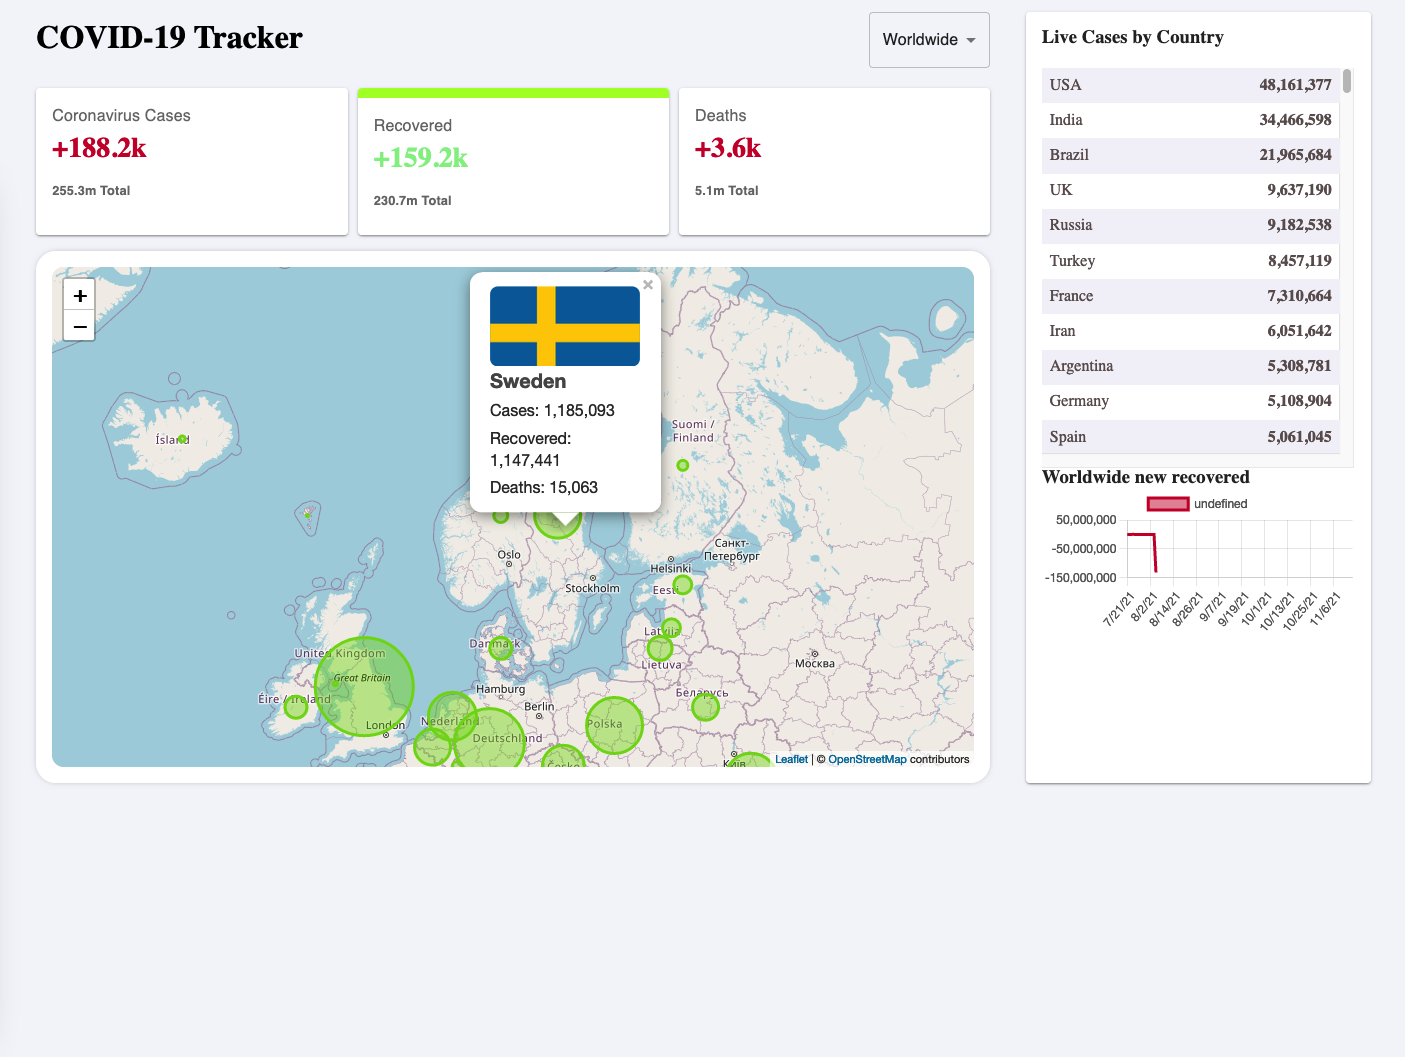 COVID-19 Tracker
Worldwide
Coronavirus Cases
+188.2k
255.3m Total
Recovered
+159.2k
230.7m Total
Deaths
+3.6k
5.1m Total
+
−
×
Sweden
Cases: 1,185,093
Recovered:
1,147,441
Deaths: 15,063
Suomi /
Finland
Ísland
Oslo
Stockholm
Helsinki
Санкт-
Петербург
Eesti
Latvija
Lietuva
Danmark
Москва
United Kingdom
Great Britain
Éire / Ireland
London
Hamburg
Berlin
Nederland
Deutschland
Polska
Беларусь
Česko
Київ
Leaflet | © OpenStreetMap contributors
Live Cases by Country
USA 48,161,377
India 34,466,598
Brazil 21,965,684
UK 9,637,190
Russia 9,182,538
Turkey 8,457,119
France 7,310,664
Iran 6,051,642
Argentina 5,308,781
Germany 5,108,904
Spain 5,061,045
Worldwide new recovered
undefined
50,000,000
-50,000,000
-150,000,000
7/21/21 8/2/21 8/14/21 8/26/21 9/7/21 9/19/21 10/1/21 10/13/21 10/25/21 11/6/21